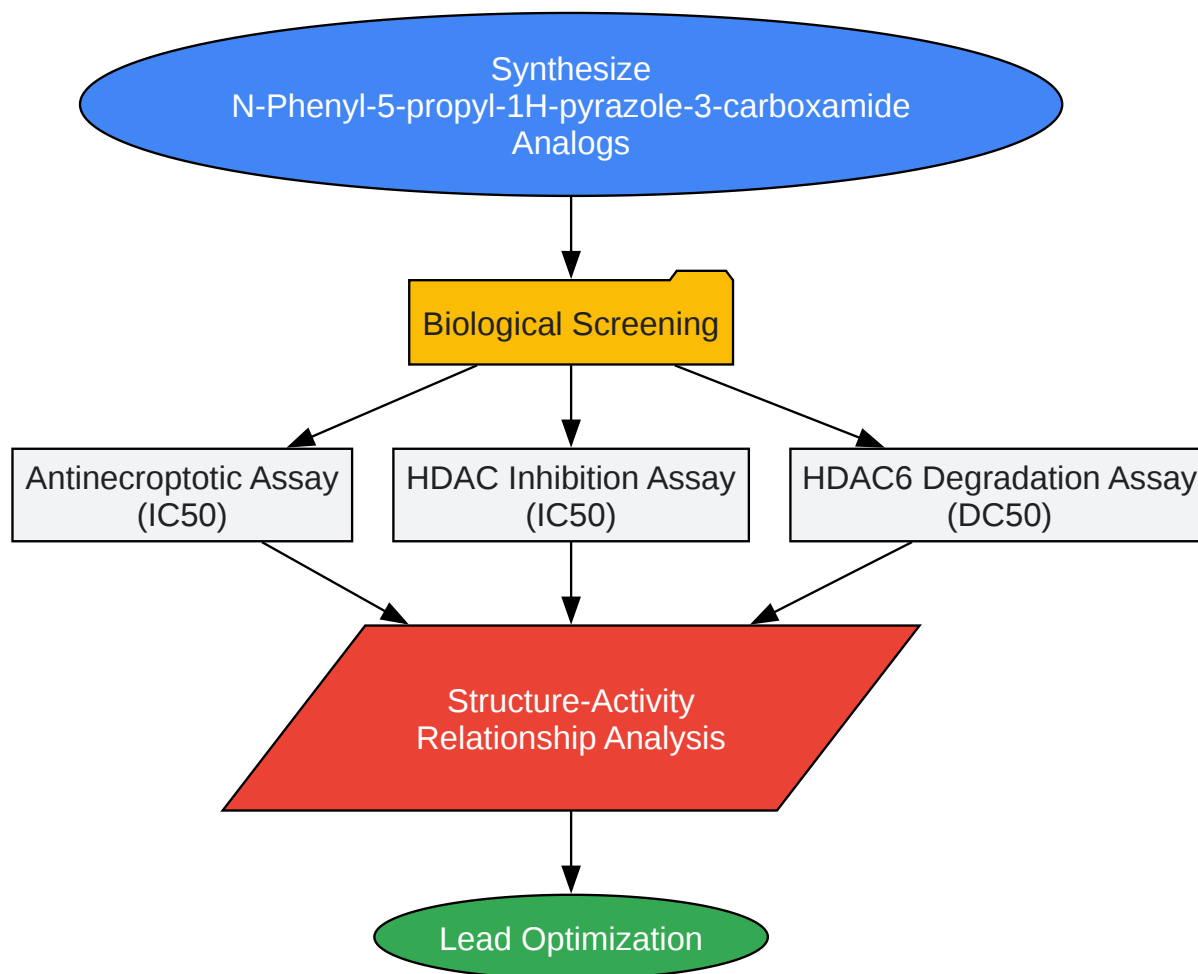 Synthesize
N-Phenyl-5-propyl-1H-pyrazole-3-carboxamide
Analogs
Biological Screening
Antinecroptotic Assay
(IC50)
HDAC Inhibition Assay
(IC50)
HDAC6 Degradation Assay
(DC50)
Structure-Activity
Relationship Analysis
Lead Optimization